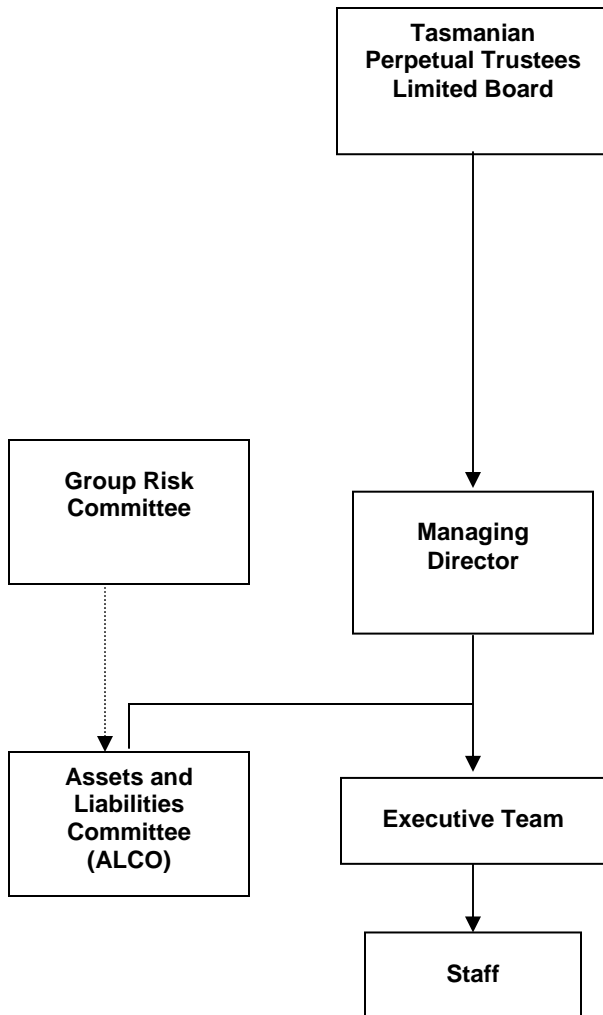 Tasmanian
Perpetual Trustees
Limited Board
Group Risk
Committee
Managing
Director
Assets and
Liabilities
Committee
(ALCO)
Executive Team
Staff